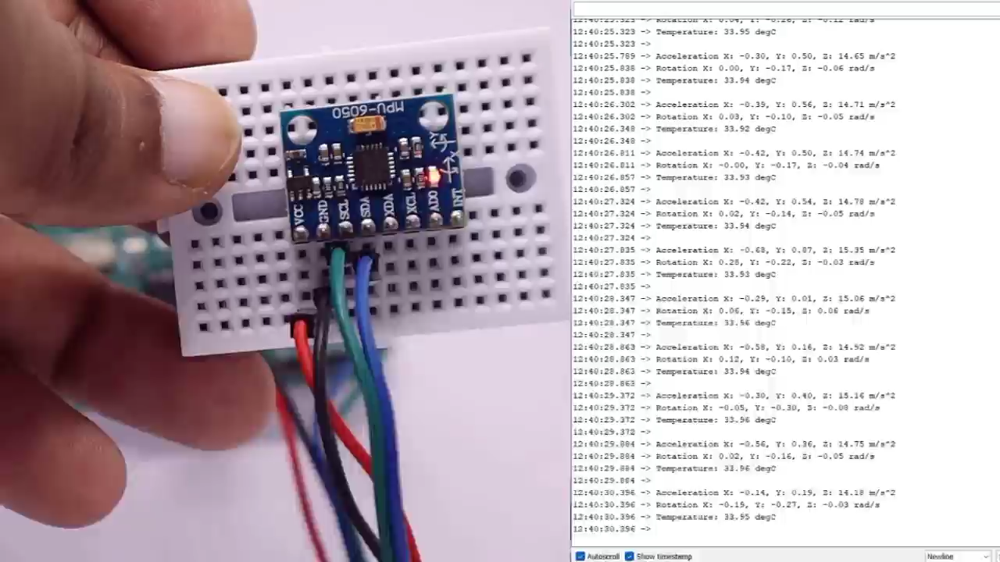 MPU-6050
VCC
GND
SCL
SDA
XDA
XCL
ADO
INT
12:40:25.323 -> Rotation X: 0.04, Y: -0.26, Z: -0.12 rad/s
12:40:25.323 -> Temperature: 33.95 degC
12:40:25.323 ->
12:40:25.789 -> Acceleration X: -0.30, Y: 0.50, Z: 14.65 m/s^2
12:40:25.838 -> Rotation X: 0.00, Y: -0.17, Z: -0.06 rad/s
12:40:25.838 -> Temperature: 33.94 degC
12:40:25.838 ->
12:40:26.302 -> Acceleration X: -0.39, Y: 0.56, Z: 14.71 m/s^2
12:40:26.302 -> Rotation X: 0.03, Y: -0.10, Z: -0.05 rad/s
12:40:26.348 -> Temperature: 33.92 degC
12:40:26.348 ->
12:40:26.811 -> Acceleration X: -0.42, Y: 0.50, Z: 14.74 m/s^2
12:40:26.811 -> Rotation X: -0.00, Y: -0.17, Z: -0.04 rad/s
12:40:26.857 -> Temperature: 33.93 degC
12:40:26.857 ->
12:40:27.324 -> Acceleration X: -0.42, Y: 0.54, Z: 14.78 m/s^2
12:40:27.324 -> Rotation X: 0.02, Y: -0.14, Z: -0.05 rad/s
12:40:27.324 -> Temperature: 33.94 degC
12:40:27.324 ->
12:40:27.835 -> Acceleration X: -0.68, Y: 0.87, Z: 15.35 m/s^2
12:40:27.835 -> Rotation X: 0.28, Y: -0.22, Z: -0.03 rad/s
12:40:27.835 -> Temperature: 33.93 degC
12:40:27.835 ->
12:40:28.347 -> Acceleration X: -0.29, Y: 0.01, Z: 15.06 m/s^2
12:40:28.347 -> Rotation X: 0.06, Y: -0.15, Z: 0.06 rad/s
12:40:28.347 -> Temperature: 33.96 degC
12:40:28.347 ->
12:40:28.863 -> Acceleration X: -0.58, Y: 0.16, Z: 14.92 m/s^2
12:40:28.863 -> Rotation X: 0.12, Y: -0.10, Z: 0.03 rad/s
12:40:28.863 -> Temperature: 33.94 degC
12:40:28.863 ->
12:40:29.372 -> Acceleration X: -0.30, Y: 0.40, Z: 15.16 m/s^2
12:40:29.372 -> Rotation X: -0.05, Y: -0.30, Z: -0.08 rad/s
12:40:29.372 -> Temperature: 33.96 degC
12:40:29.372 ->
12:40:29.884 -> Acceleration X: -0.56, Y: 0.36, Z: 14.75 m/s^2
12:40:29.884 -> Rotation X: 0.02, Y: -0.16, Z: -0.05 rad/s
12:40:29.884 -> Temperature: 33.96 degC
12:40:29.884 ->
12:40:30.396 -> Acceleration X: -0.14, Y: 0.19, Z: 14.18 m/s^2
12:40:30.396 -> Rotation X: -0.19, Y: -0.27, Z: -0.03 rad/s
12:40:30.396 -> Temperature: 33.95 degC
12:40:30.396 ->
Autoscroll
Show timestamp
Newline